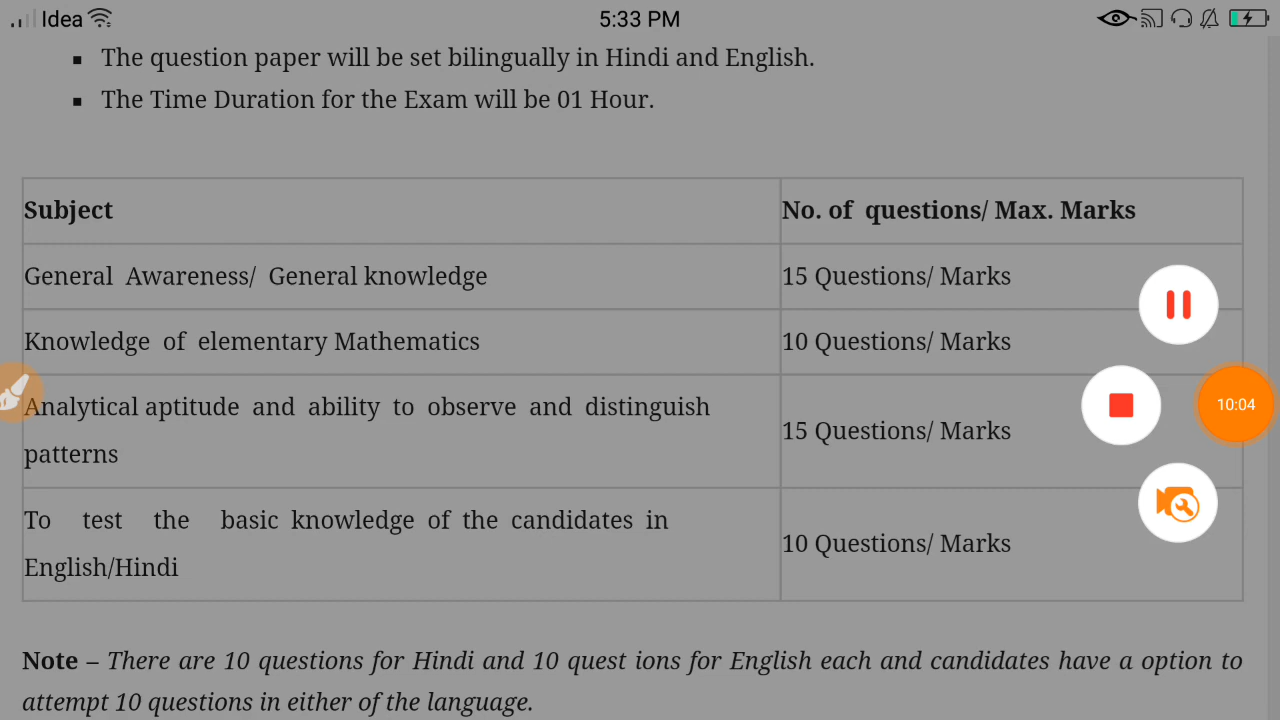 Idea 5:33 PM
▪ The question paper will be set bilingually in Hindi and English.
▪ The Time Duration for the Exam will be 01 Hour.
Subject No. of questions/ Max. Marks
General Awareness/ General knowledge 15 Questions/ Marks
Knowledge of elementary Mathematics 10 Questions/ Marks
Analytical aptitude and ability to observe and distinguish
patterns 15 Questions/ Marks
10:04
To test the basic knowledge of the candidates in
English/Hindi 10 Questions/ Marks
Note – There are 10 questions for Hindi and 10 quest ions for English each and candidates have a option to
attempt 10 questions in either of the language.